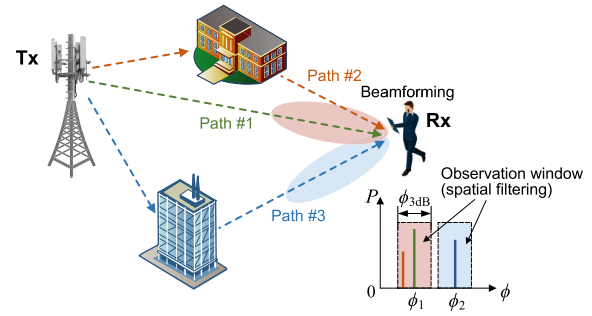 Tx
Path #2
Beamforming
Path #1
Rx
Path #3
Observation window
(spatial filtering)
P
ϕ3dB
0
ϕ1
ϕ2
ϕ